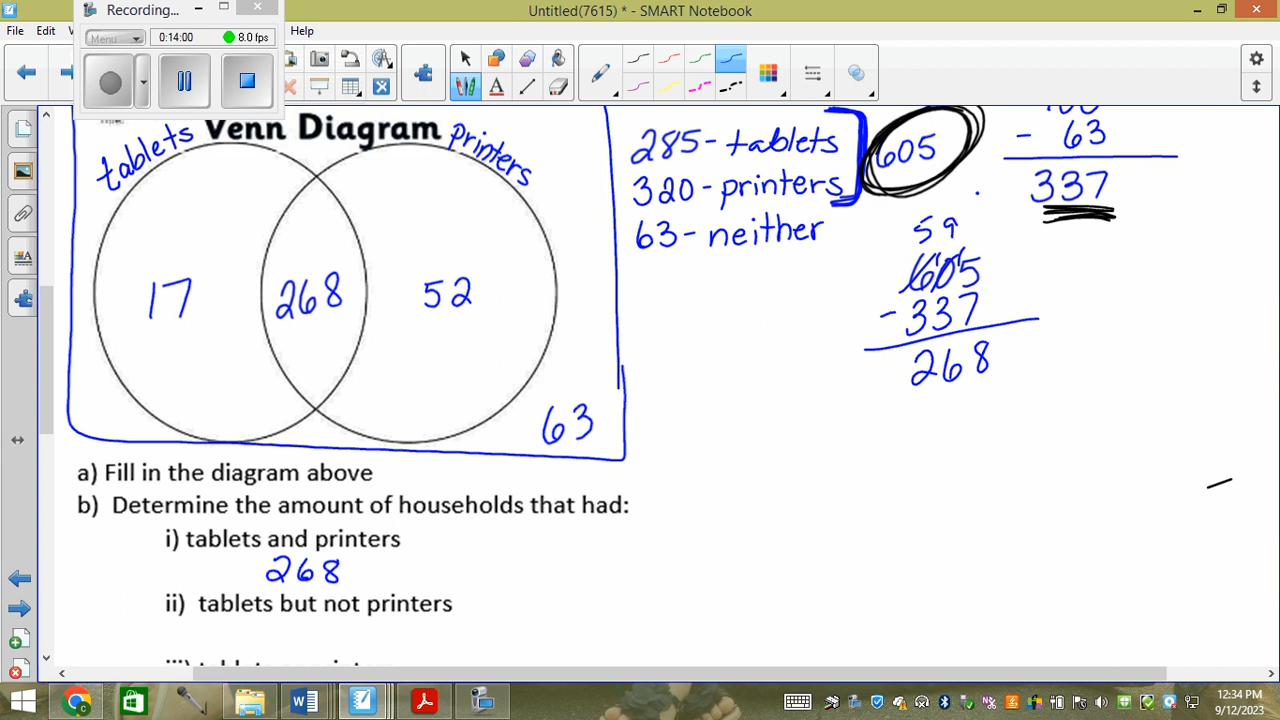 Recording...
Menu
0:14:00
8.0 fps
Untitled(7615) * - SMART Notebook
File
Edit
Help
Venn Diagram
tablets
printers
17
268
52
63
285 - tablets
320 - printers
63 - neither
605
- 63
337
59
605
- 337
268
a) Fill in the diagram above
b) Determine the amount of households that had:
i) tablets and printers
268
ii) tablets but not printers
12:34 PM
9/12/2023